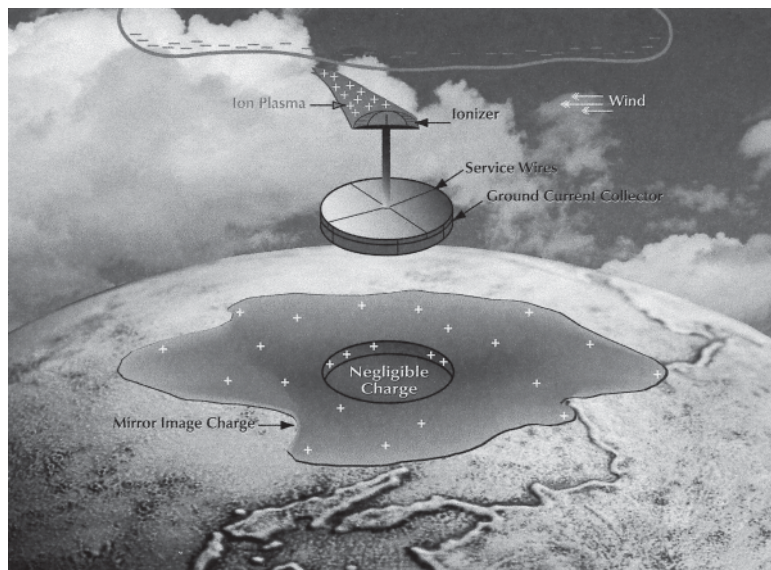 Ion Plasma
Ionizer
Wind
Service Wires
Ground Current Collector
Negligible
Charge
Mirror Image Charge